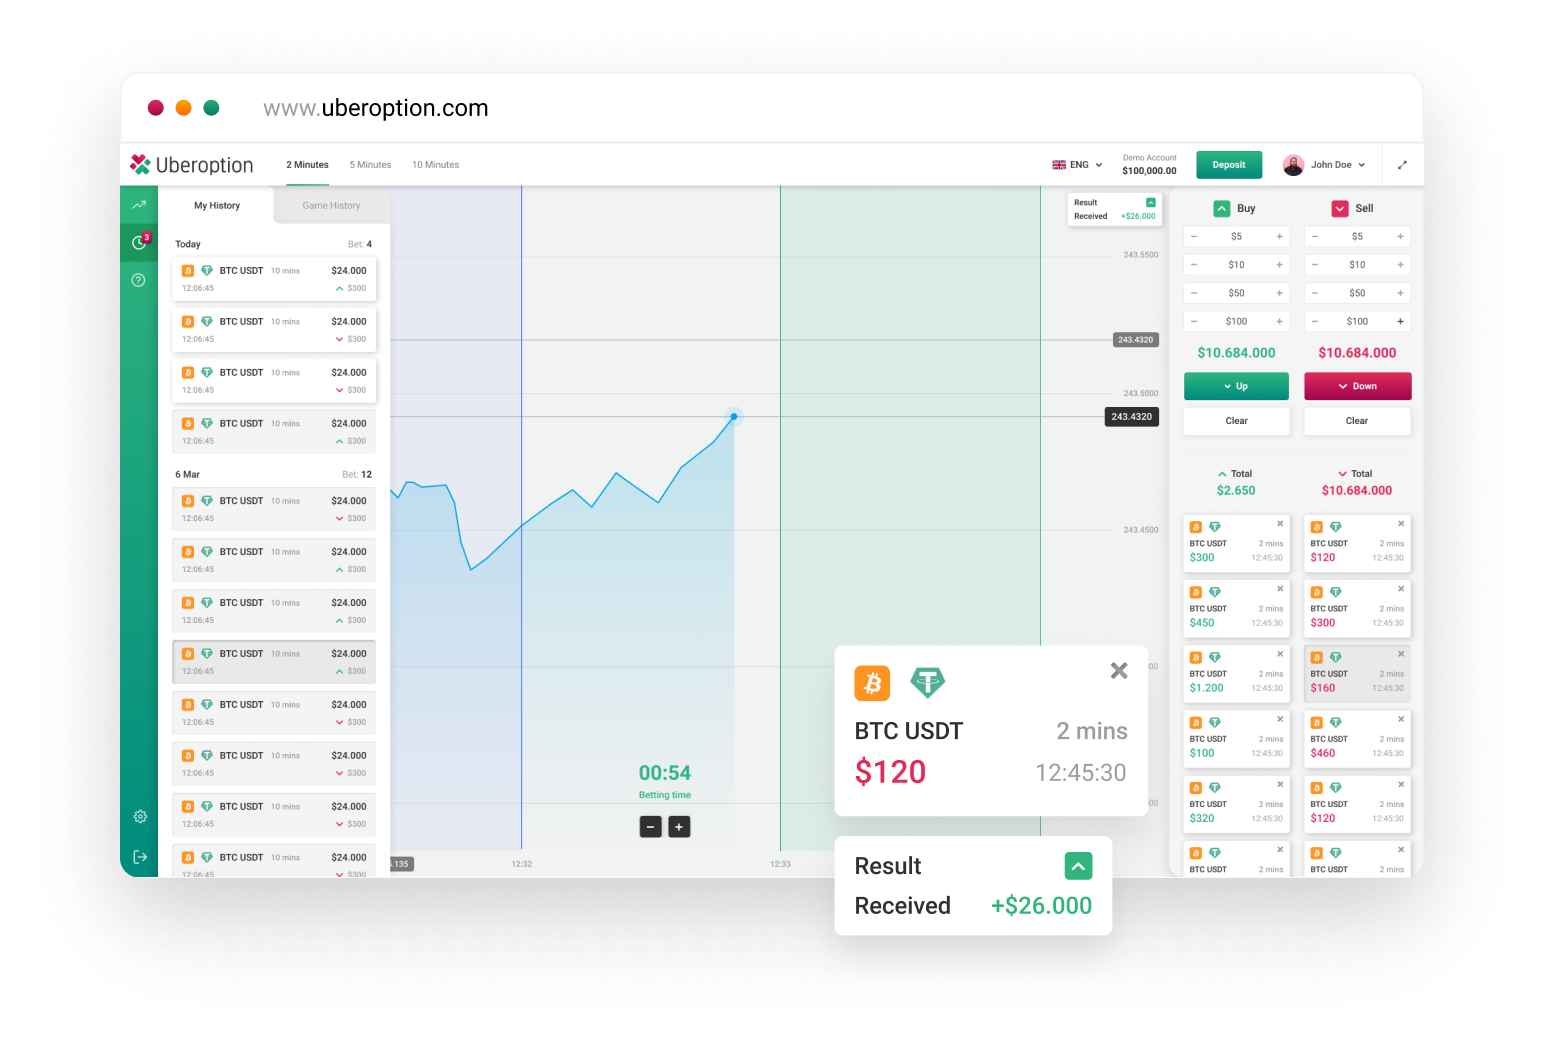 www.uberoption.com
Uberoption
2 Minutes 5 Minutes 10 Minutes
ENG
Demo Account
$100,000.00
Deposit
John Doe
3
My History Game History
Today Bet: 4
BTC USDT 10 mins $24.000
12:06:45 $300
BTC USDT 10 mins $24.000
12:06:45 $300
BTC USDT 10 mins $24.000
12:06:45 $300
BTC USDT 10 mins $24.000
12:06:45 $300
6 Mar Bet: 12
BTC USDT 10 mins $24.000
12:06:45 $300
BTC USDT 10 mins $24.000
12:06:45 $300
BTC USDT 10 mins $24.000
12:06:45 $300
BTC USDT 10 mins $24.000
12:06:45 $300
BTC USDT 10 mins $24.000
12:06:45 $300
BTC USDT 10 mins $24.000
12:06:45 $300
BTC USDT 10 mins $24.000
12:06:45 $300
BTC USDT 10 mins $24.000
12:06:45 $300
Result
Received +$26.000
243.5500
243.4320
243.5000
243.4320
243.4500
00:54
Betting time
− +
.135
12:32
12:33
Buy Sell
− $5 + − $5 +
− $10 + − $10 +
− $50 + − $50 +
− $100 + − $100 +
$10.684.000 $10.684.000
Up Down
Clear Clear
Total Total
$2.650 $10.684.000
BTC USDT 2 mins BTC USDT 2 mins
$300 12:45:30 $120 12:45:30
BTC USDT 2 mins BTC USDT 2 mins
$450 12:45:30 $300 12:45:30
BTC USDT 2 mins BTC USDT 2 mins
$1.200 12:45:30 $160 12:45:30
BTC USDT 2 mins BTC USDT 2 mins
$100 12:45:30 $460 12:45:30
BTC USDT 2 mins BTC USDT 2 mins
$320 12:45:30 $120 12:45:30
BTC USDT 2 mins BTC USDT 2 mins
BTC USDT 2 mins
$120 12:45:30
Result
Received +$26.000